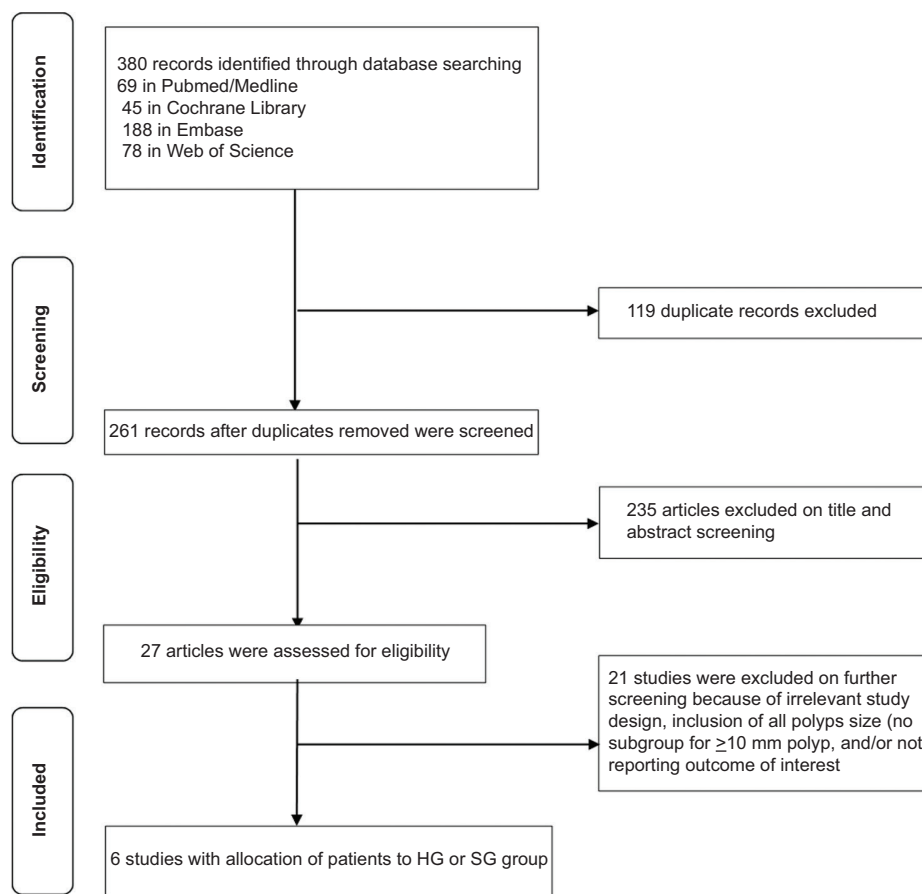 Identification
380 records identified through database searching
69 in Pubmed/Medline
45 in Cochrane Library
188 in Embase
78 in Web of Science
Screening
119 duplicate records excluded
261 records after duplicates removed were screened
Eligibility
235 articles excluded on title and
abstract screening
27 articles were assessed for eligibility
21 studies were excluded on further
screening because of irrelevant study
design, inclusion of all polyps size (no
subgroup for ≥10 mm polyp, and/or not
reporting outcome of interest
Included
6 studies with allocation of patients to HG or SG group